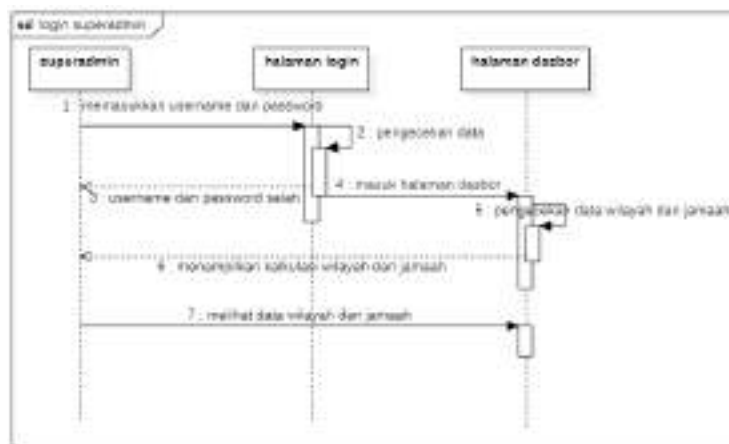 sd login superadmin
superadmin
halaman login
halaman dasbor
1 : memasukkan username dan password
2 : pengecekan data
4 : masuk halaman dasbor
3 : username dan password salah
5 : pengecekan data wilayah dan jamaah
6 : menampilkan kalkulasi wilayah dan jamaah
7 : melihat data wilayah dan jamaah